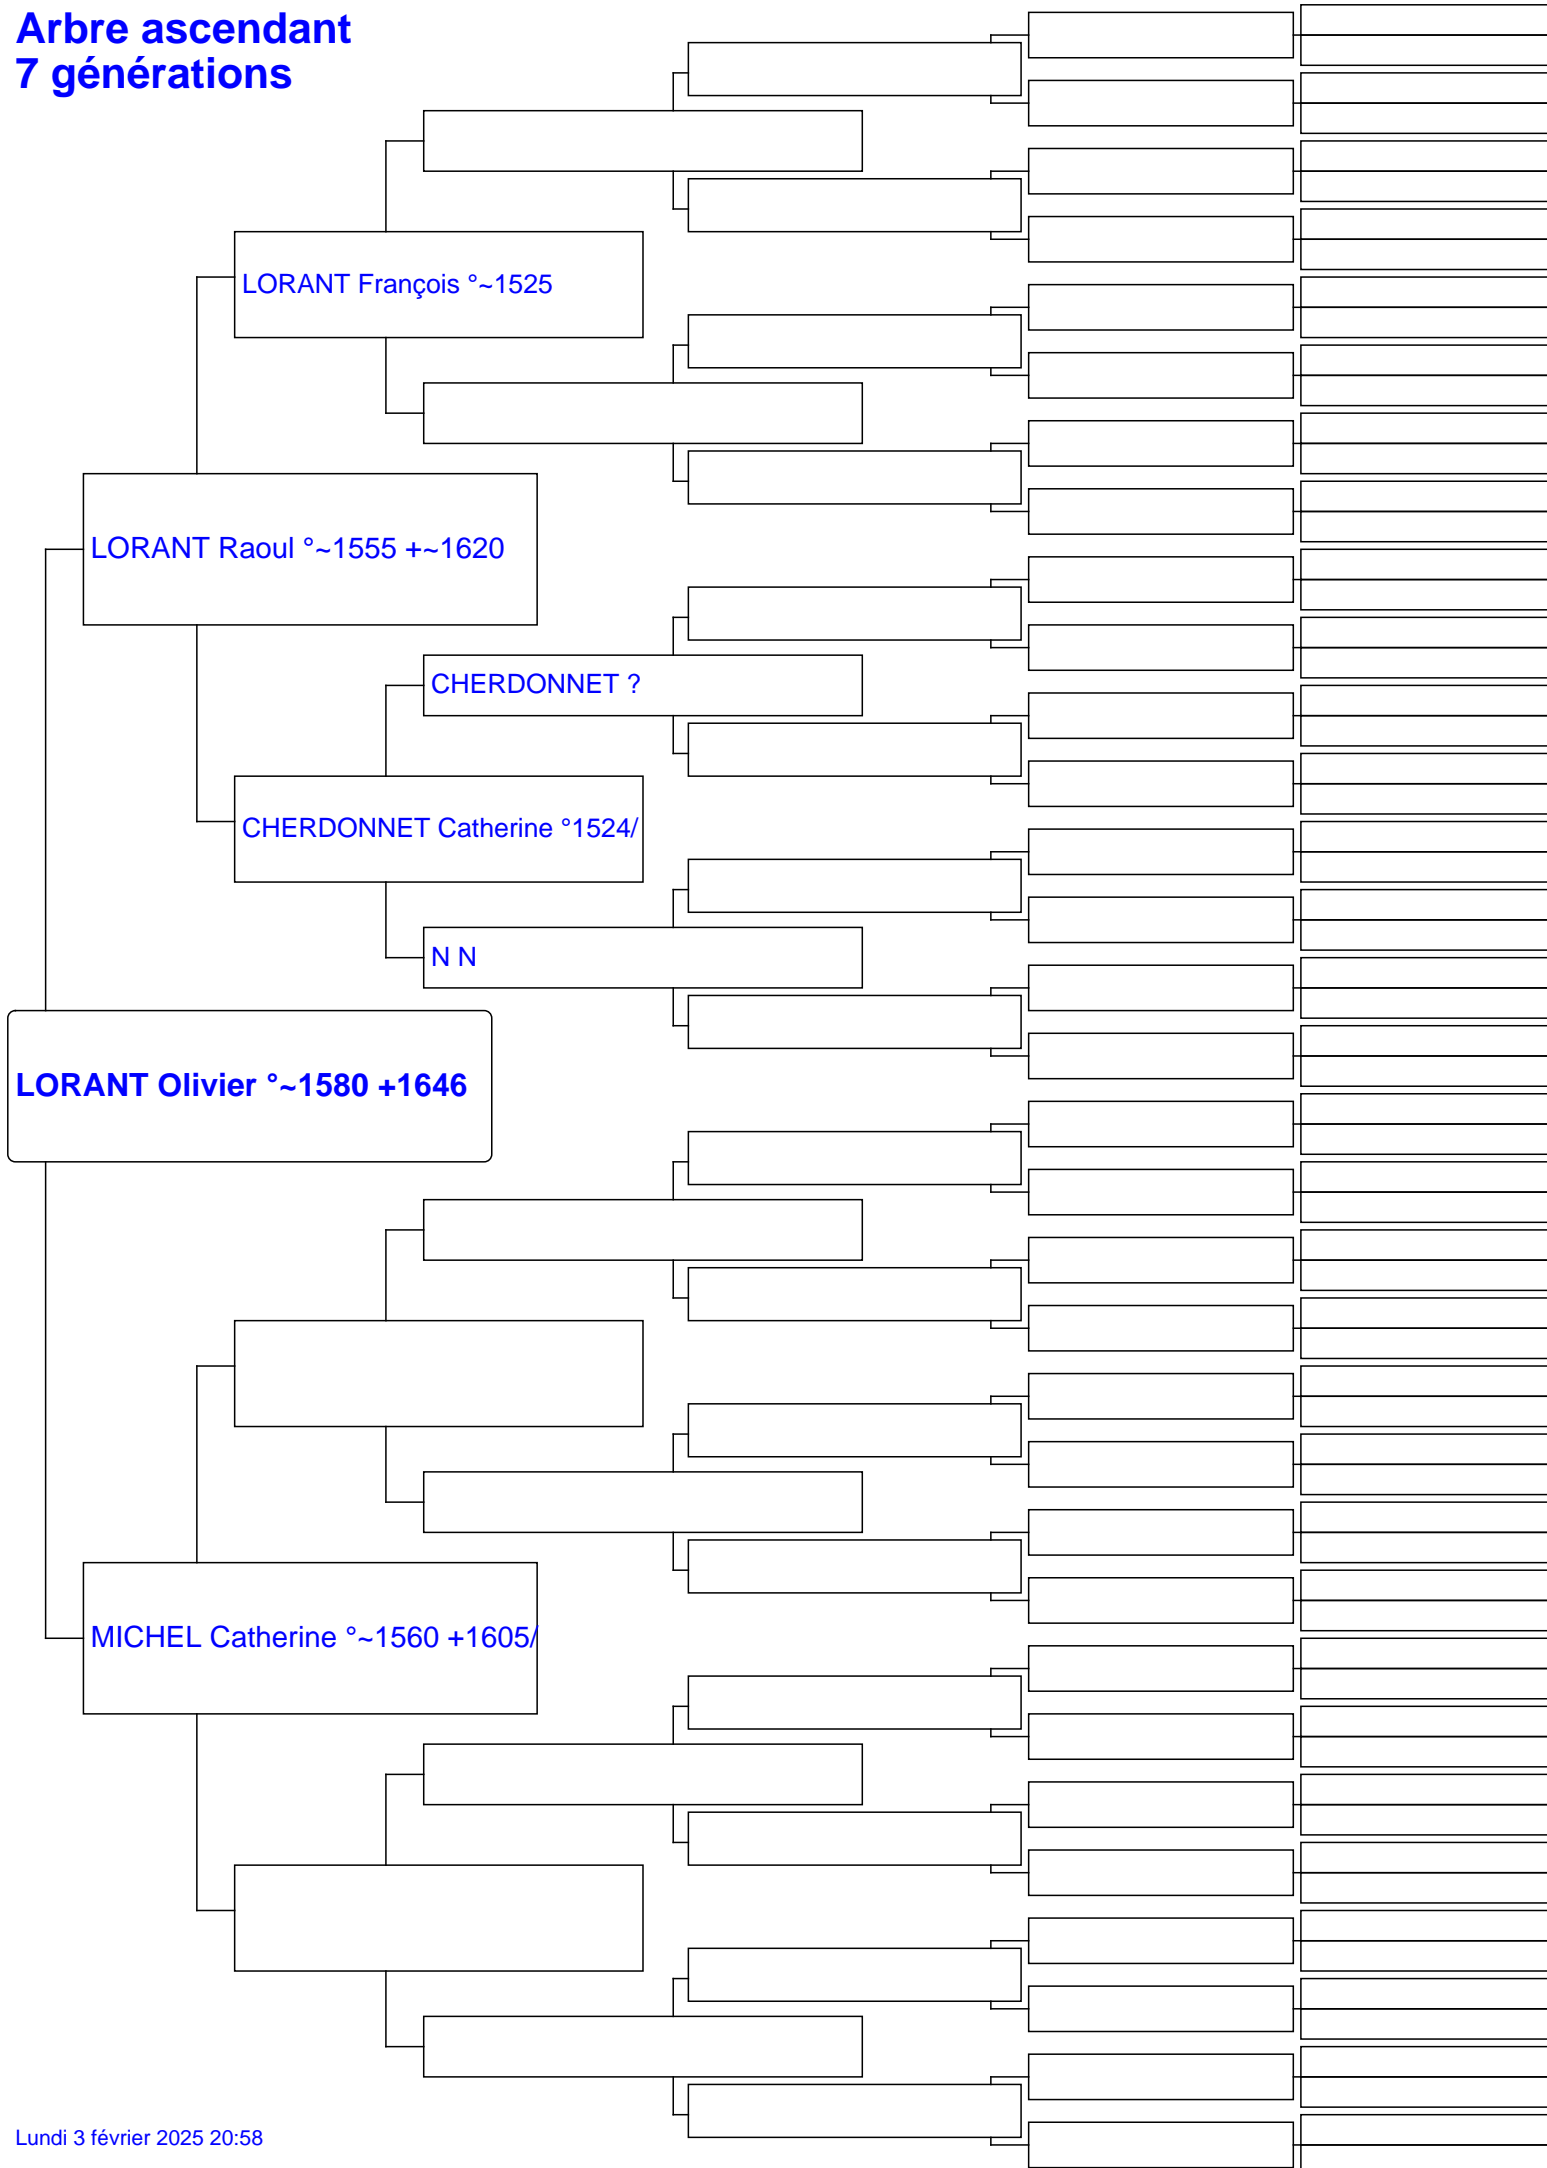 Arbre ascendant
7 générations
LORANT François °~1525
LORANT Raoul °~1555 +~1620
CHERDONNET ?
CHERDONNET Catherine °1524/
N N
LORANT Olivier °~1580 +1646
MICHEL Catherine °~1560 +1605/
Lundi 3 février 2025 20:58